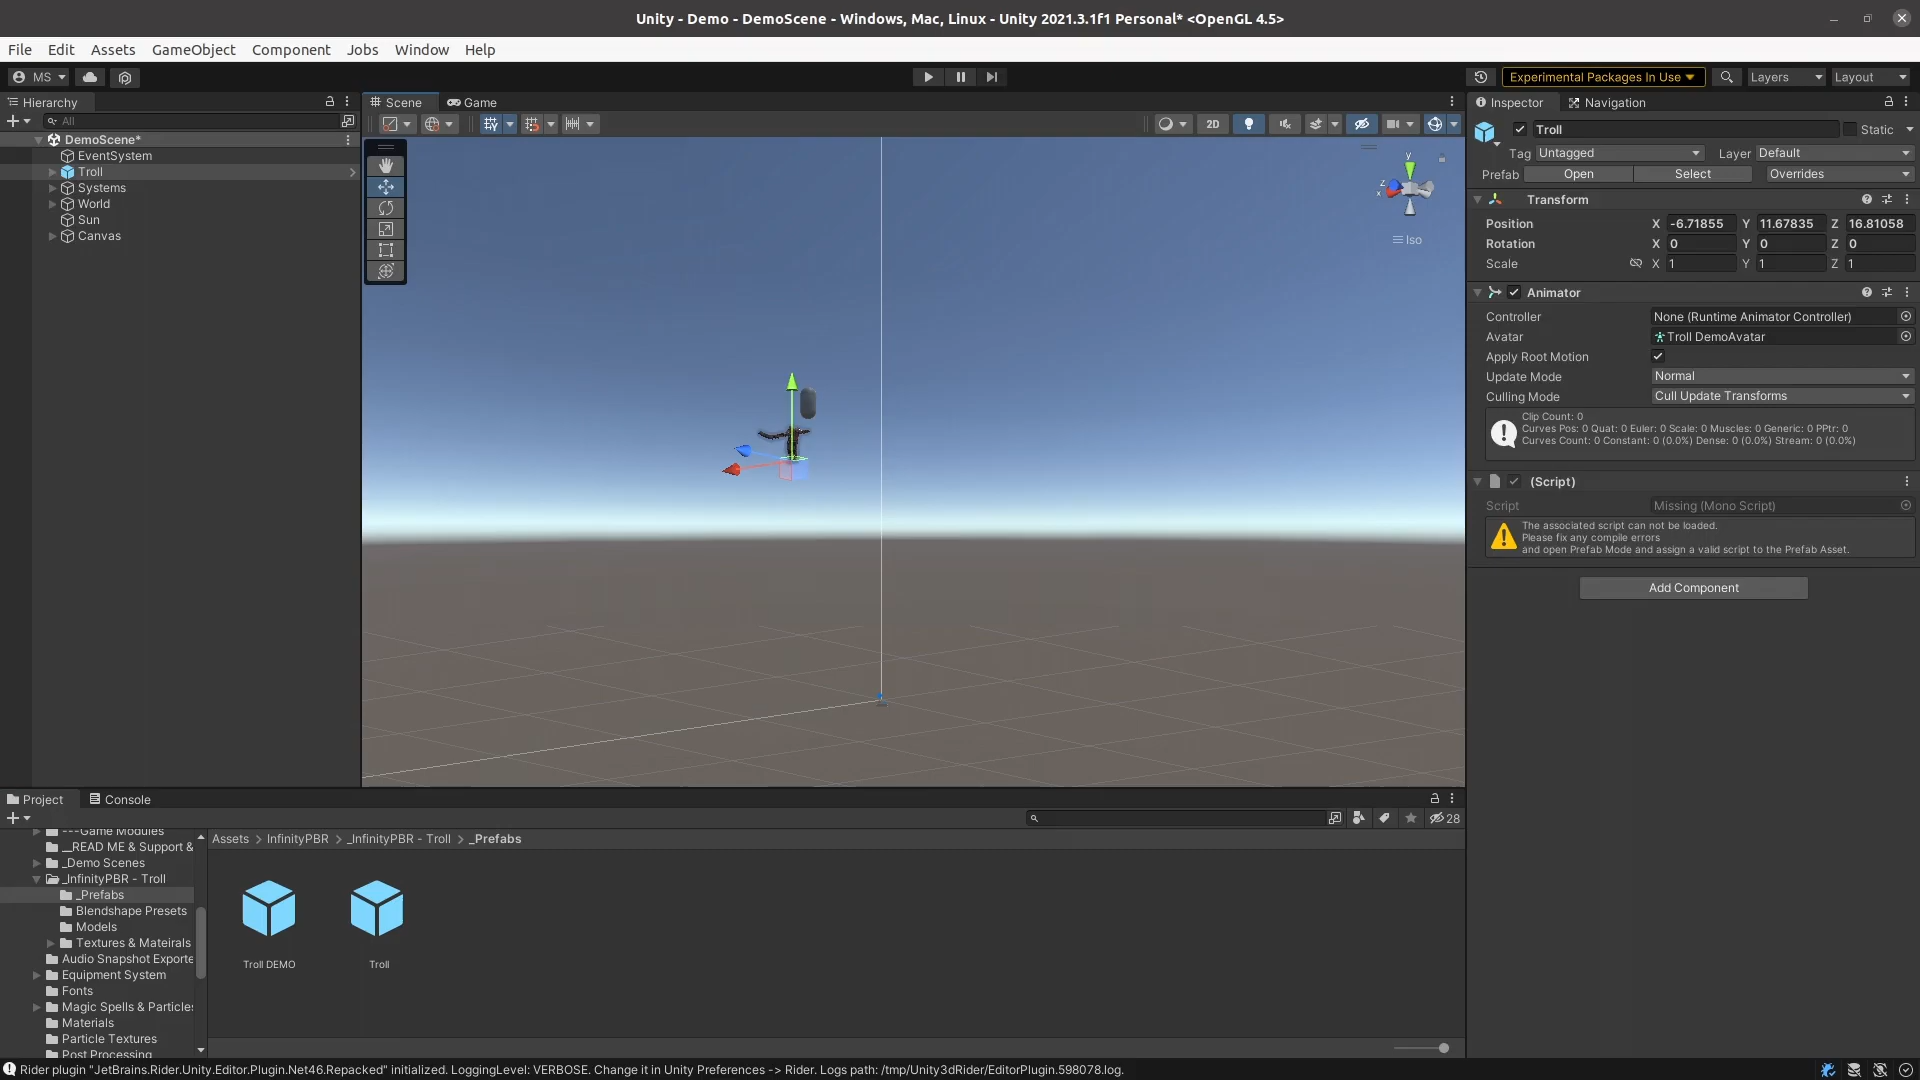 Unity - Demo - DemoScene - Windows, Mac, Linux - Unity 2021.3.1f1 Personal* <OpenGL 4.5>
File Edit Assets GameObject Component Jobs Window Help
MS
Experimental Packages In Use
Layers
Layout
Hierarchy
All
DemoScene*
EventSystem
Troll
Systems
World
Sun
Canvas
Scene
Game
2D
y
z
x
Iso
Inspector
Navigation
Troll
Static
Tag Untagged
Layer Default
Prefab Open Select Overrides
Transform
Position X -6.71855 Y 11.67835 Z 16.81058
Rotation X 0 Y 0 Z 0
Scale X 1 Y 1 Z 1
Animator
Controller None (Runtime Animator Controller)
Avatar Troll DemoAvatar
Apply Root Motion
Update Mode Normal
Culling Mode Cull Update Transforms
Clip Count: 0
Curves Pos: 0 Quat: 0 Euler: 0 Scale: 0 Muscles: 0 Generic: 0 PPtr: 0
Curves Count: 0 Constant: 0 (0.0%) Dense: 0 (0.0%) Stream: 0 (0.0%)
(Script)
Script Missing (Mono Script)
The associated script can not be loaded.
Please fix any compile errors
and open Prefab Mode and assign a valid script to the Prefab Asset.
Add Component
Project
Console
28
---Game Modules
__READ ME & Support &
_Demo Scenes
_InfinityPBR - Troll
_Prefabs
Blendshape Presets
Models
Textures & Mateirals
Audio Snapshot Exporte
Equipment System
Fonts
Magic Spells & Particles
Materials
Particle Textures
Post Processing
Assets > InfinityPBR > _InfinityPBR - Troll > _Prefabs
Troll DEMO
Troll
Rider plugin "JetBrains.Rider.Unity.Editor.Plugin.Net46.Repacked" initialized. LoggingLevel: VERBOSE. Change it in Unity Preferences -> Rider. Logs path: /tmp/Unity3dRider/EditorPlugin.598078.log.